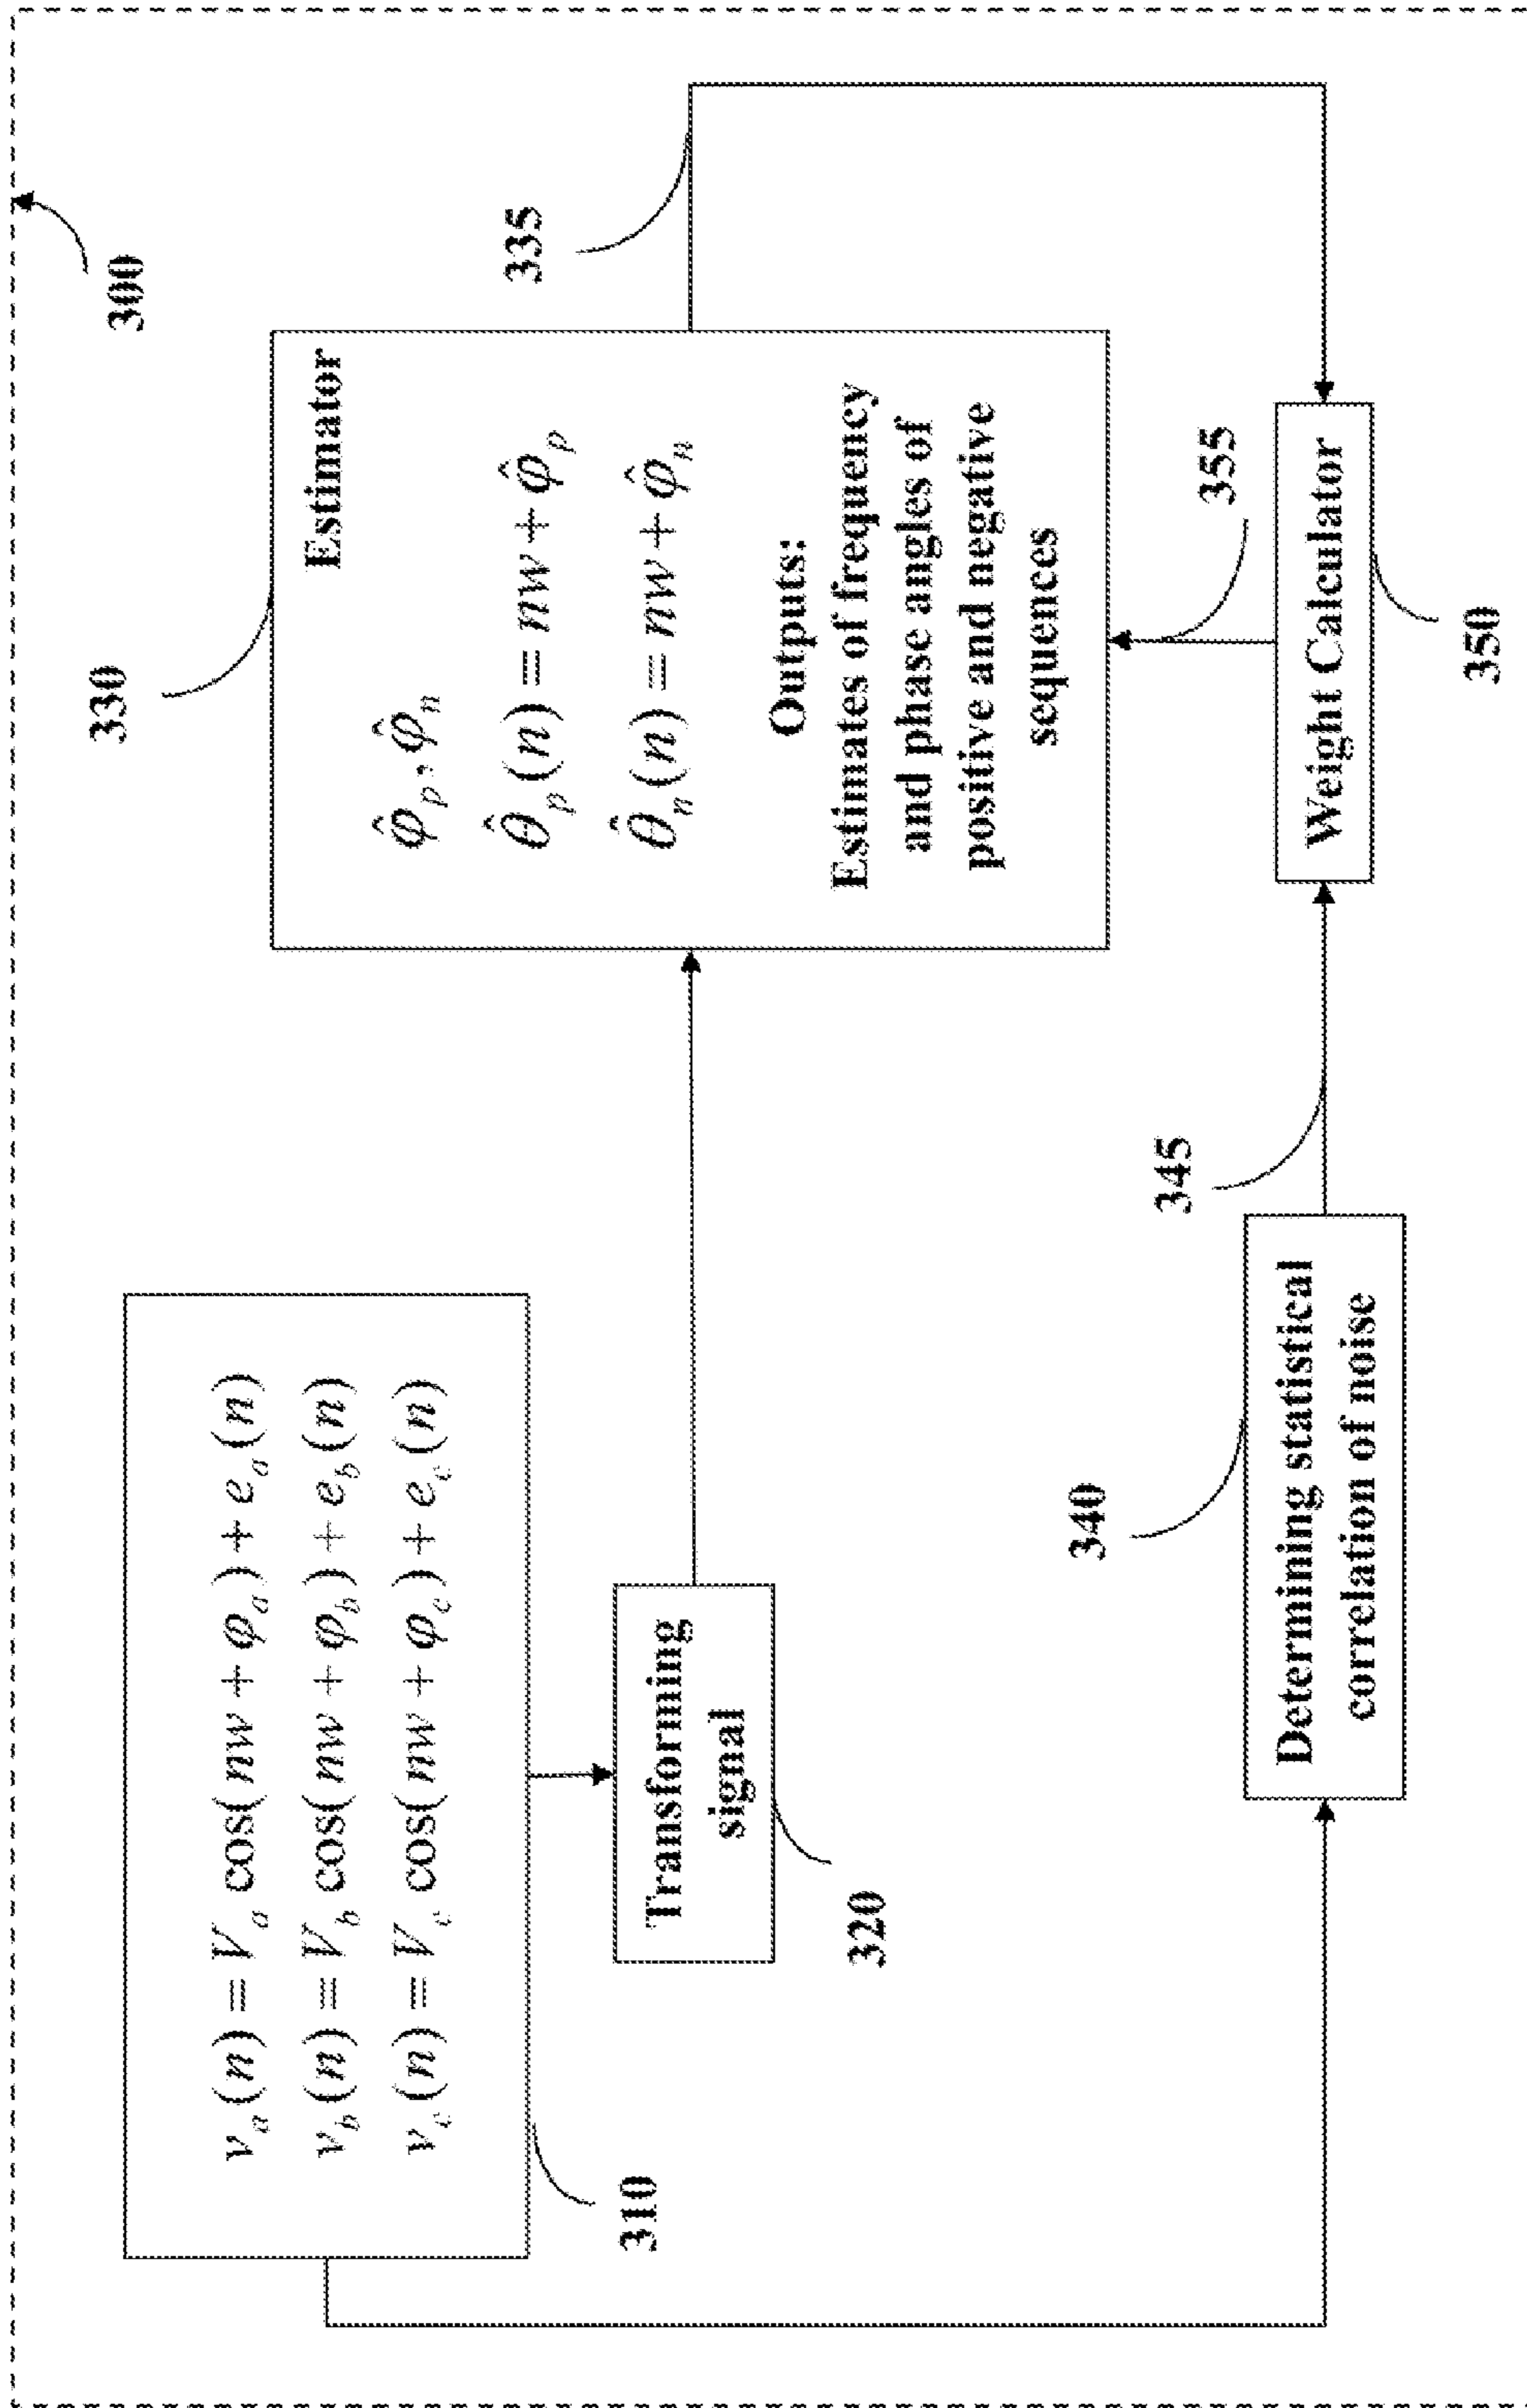 300
v_a(n) = V_a cos(nw + φ_a) + e_a(n)
v_b(n) = V_b cos(nw + φ_b) + e_b(n)
v_c(n) = V_c cos(nw + φ_c) + e_c(n)
310
Transforming
signal
320
330
Estimator
φ̂_p, φ̂_n
θ̂_p(n) = nw + φ̂_p
θ̂_n(n) = nw + φ̂_n
Outputs:
Estimates of frequency
and phase angles of
positive and negative
sequences
335
340
Determining statistical
correlation of noise
345
355
Weight Calculator
350